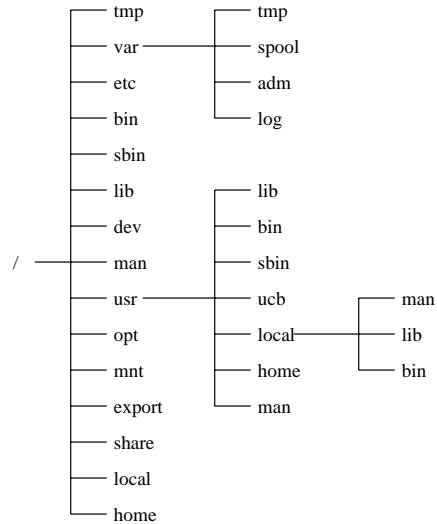 tmp tmp
var spool
etc adm
bin log
sbin
lib lib
dev bin
/ man sbin
usr ucb man
opt local lib
mnt home bin
export man
share
local
home